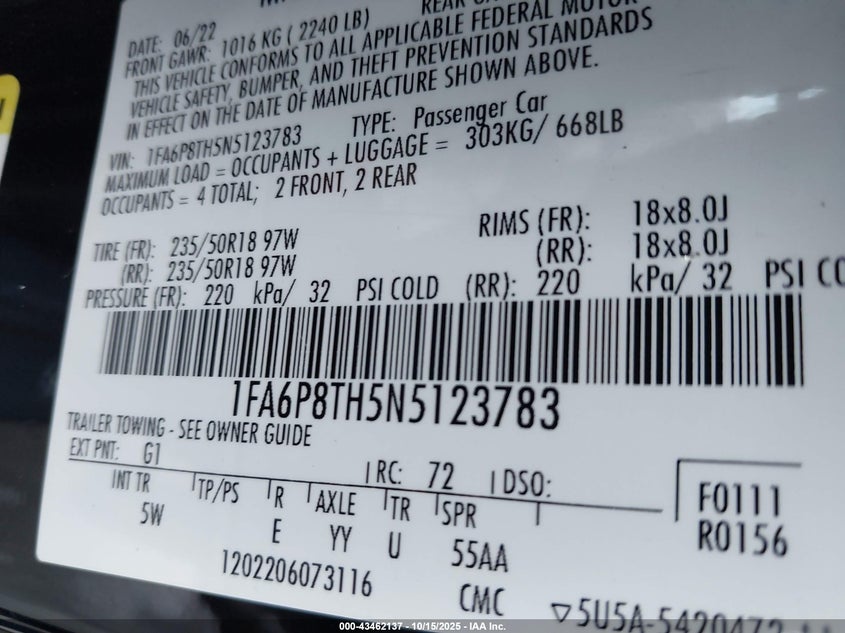 DATE: 06/22
FRONT GAWR: 1016 KG ( 2240 LB)
THIS VEHICLE CONFORMS TO ALL APPLICABLE FEDERAL MOTOR
VEHICLE SAFETY, BUMPER, AND THEFT PREVENTION STANDARDS
IN EFFECT ON THE DATE OF MANUFACTURE SHOWN ABOVE.
VIN: 1FA6P8TH5N5123783 TYPE: Passenger Car
MAXIMUM LOAD = OCCUPANTS + LUGGAGE = 303KG/ 668LB
OCCUPANTS = 4 TOTAL; 2 FRONT, 2 REAR
TIRE (FR): 235/50R18 97W RIMS (FR): 18x8.0J
(RR): 235/50R18 97W (RR): 18x8.0J
PRESSURE (FR): 220 kPa/ 32 PSI COLD (RR): 220 kPa/ 32 PSI CO
1FA6P8TH5N5123783
TRAILER TOWING - SEE OWNER GUIDE
EXT PNT: G1 RC: 72 DSO:
INT TR TP/PS R AXLE TR SPR F0111
5W E YY U 55AA R0156
1202206073116 CMC 5U5A-5420472
000-43462137 - 10/15/2025 - IAA Inc.